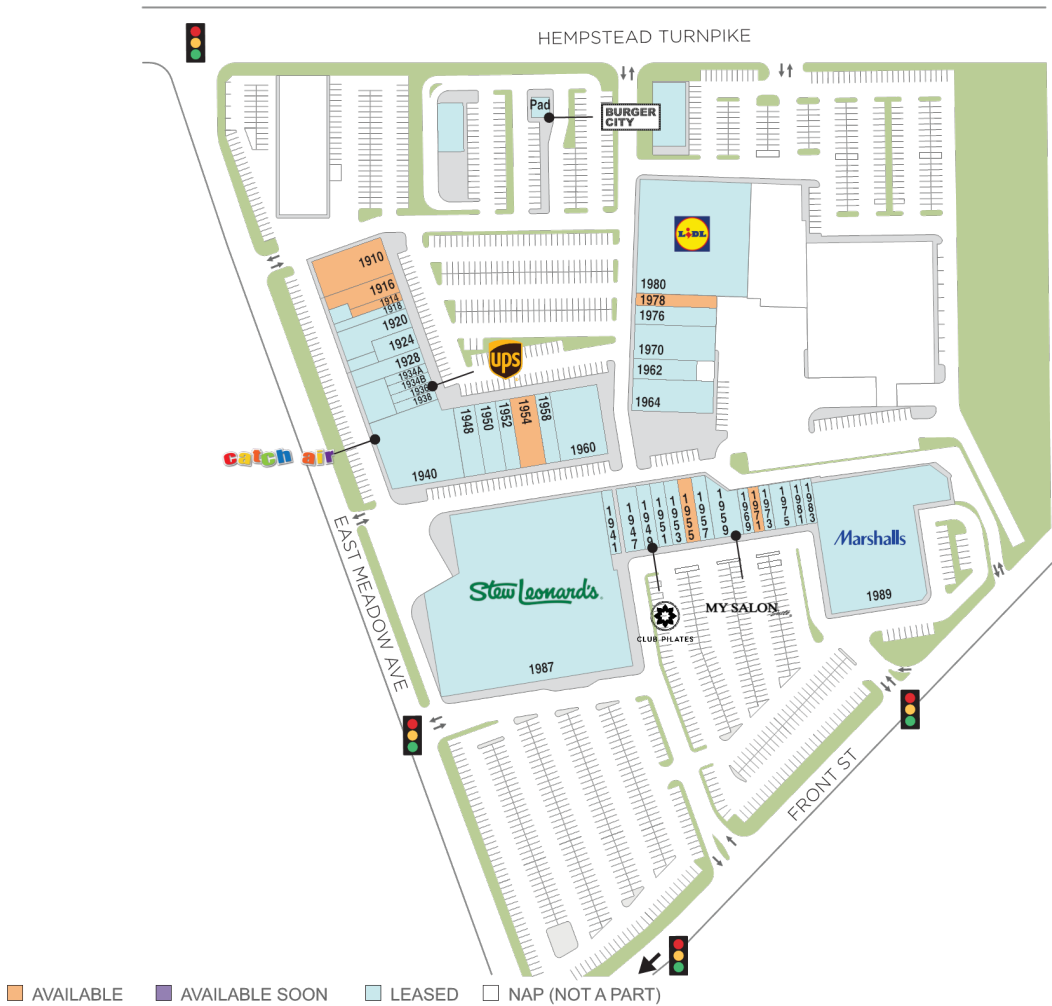 HEMPSTEAD TURNPIKE
Pad
BURGER
CITY
LIDL
1910
1916
1914
1918
1920
1924
1928
1934A
1934B
1936
1938
1940
ups
catch air
1948
1950
1952
1954
1958
1960
1980
1978
1976
1970
1962
1964
1941
1947
1949
1951
1953
1955
1957
1959
1969
1971
1973
1975
1981
1983
Marshalls
1989
Stew Leonard's
1987
CLUB PILATES
MY SALON
Suite
EAST MEADOW AVE
FRONT ST
AVAILABLE
AVAILABLE SOON
LEASED
NAP (NOT A PART)